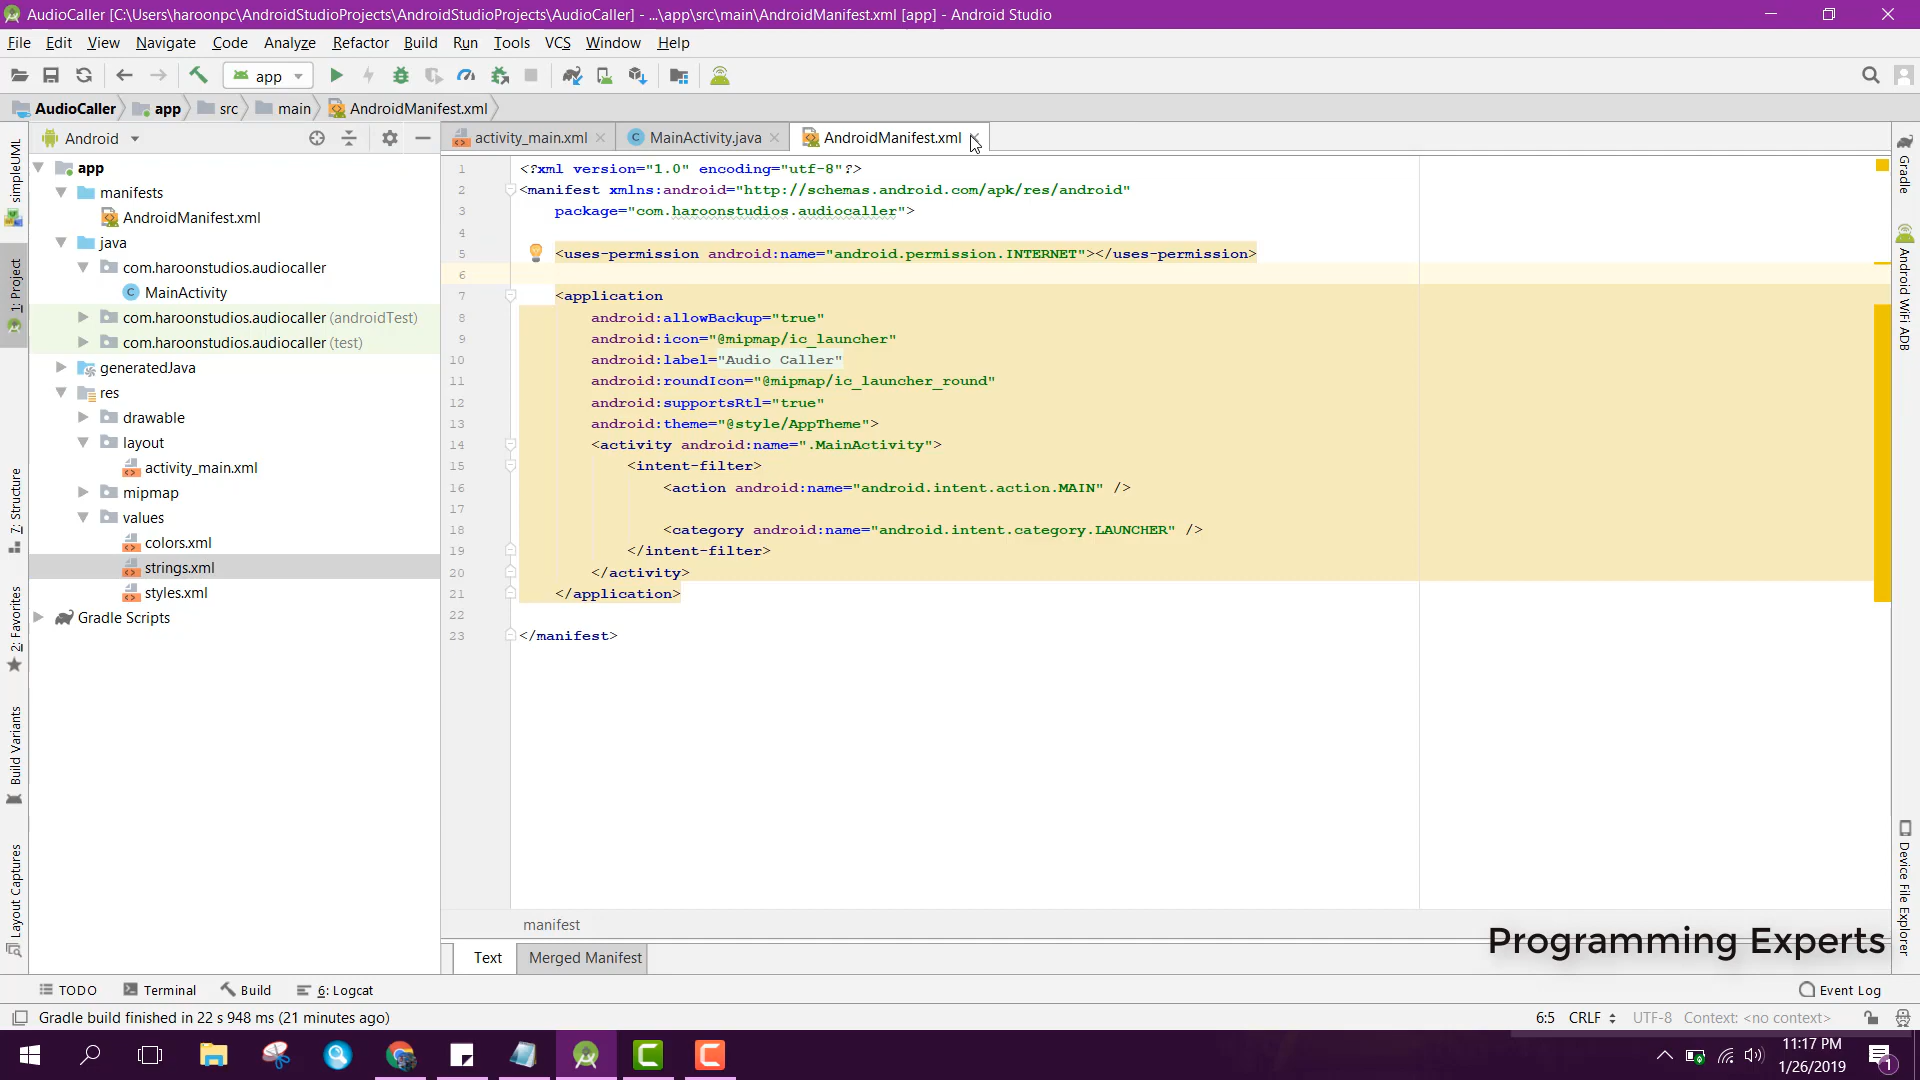 AudioCaller [C:\Users\haroonpc\AndroidStudioProjects\AndroidStudioProjects\AudioCaller] - ...\app\src\main\AndroidManifest.xml [app] - Android Studio
File Edit View Navigate Code Analyze Refactor Build Run Tools VCS Window Help
app
AudioCaller app src main AndroidManifest.xml
Android
activity_main.xml MainActivity.java AndroidManifest.xml
app
manifests
AndroidManifest.xml
java
com.haroonstudios.audiocaller
MainActivity
com.haroonstudios.audiocaller (androidTest)
com.haroonstudios.audiocaller (test)
generatedJava
res
drawable
layout
activity_main.xml
mipmap
values
colors.xml
strings.xml
styles.xml
Gradle Scripts
simpleUML
1: Project
7: Structure
2: Favorites
Build Variants
Layout Captures
1 <?xml version="1.0" encoding="utf-8"?>
2 <manifest xmlns:android="http://schemas.android.com/apk/res/android"
3 package="com.haroonstudios.audiocaller">
4
5 <uses-permission android:name="android.permission.INTERNET"></uses-permission>
6
7 <application
8 android:allowBackup="true"
9 android:icon="@mipmap/ic_launcher"
10 android:label="Audio Caller"
11 android:roundIcon="@mipmap/ic_launcher_round"
12 android:supportsRtl="true"
13 android:theme="@style/AppTheme">
14 <activity android:name=".MainActivity">
15 <intent-filter>
16 <action android:name="android.intent.action.MAIN" />
17
18 <category android:name="android.intent.category.LAUNCHER" />
19 </intent-filter>
20 </activity>
21 </application>
22
23 </manifest>
Gradle
Android WiFi ADB
Device File Explorer
manifest
Programming Experts
Text Merged Manifest
TODO Terminal Build 6: Logcat Event Log
Gradle build finished in 22 s 948 ms (21 minutes ago) 6:5 CRLF UTF-8 Context: <no context>
11:17 PM
1/26/2019
1